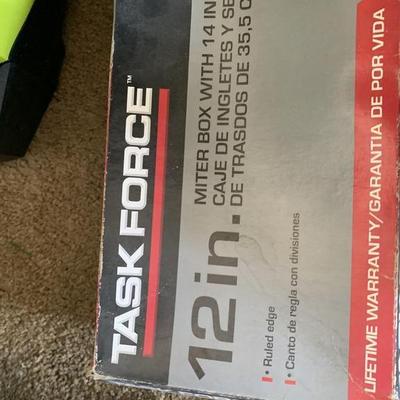 TASK FORCE™
12 in.
MITER BOX WITH 14 IN
CAJE DE INGLETES Y SE
DE TRASDOS DE 35,5 C
• Ruled edge
• Canto de regla con divisiones
LIFETIME WARRANTY/GARANTIA DE POR VIDA